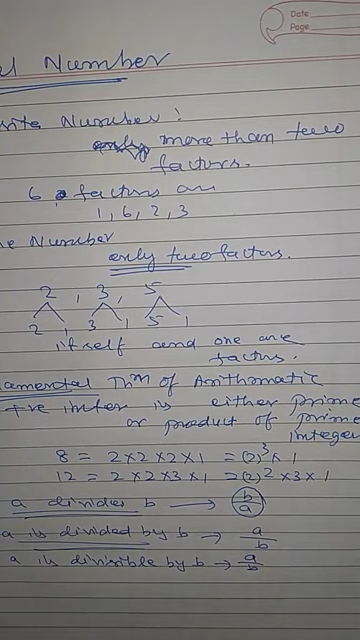 Date
Page
Number
Number :
more than two
factors.
6 factors are
1, 6, 2, 3
Number
only two factors.
2 , 3 , 5
2 1 3 1 5 1
itself and one are
factors.
Thm of Arithmatic
+ve inter is either prime
or product of prime
integer
8 = 2 × 2 × 2 × 1 = (2)³ × 1
12 = 2 × 2 × 3 × 1 = (2)² × 3 × 1
a divides b → b/a
a is divided by b → a/b
a is divisible by b → a/b